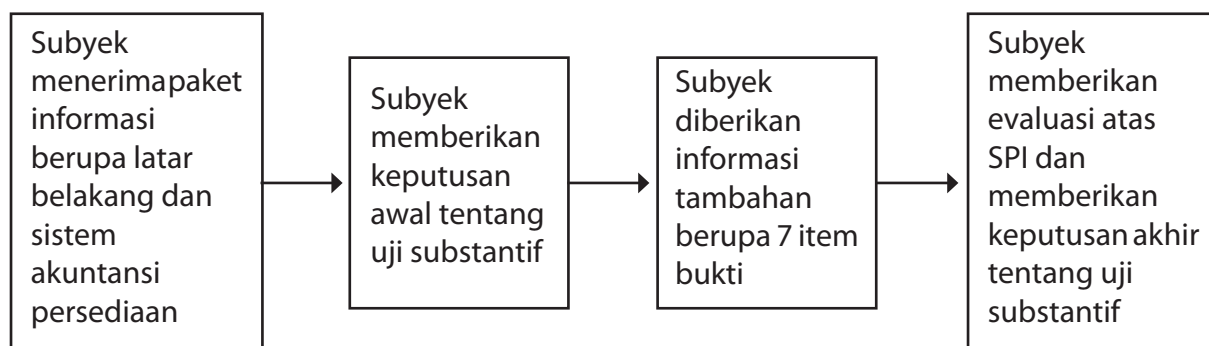 Subyek
menerimapaket
informasi
berupa latar
belakang dan
sistem
akuntansi
persediaan
Subyek
memberikan
keputusan
awal tentang
uji substantif
Subyek
diberikan
informasi
tambahan
berupa 7 item
bukti
Subyek
memberikan
evaluasi atas
SPI dan
memberikan
keputusan akhir
tentang uji
substantif